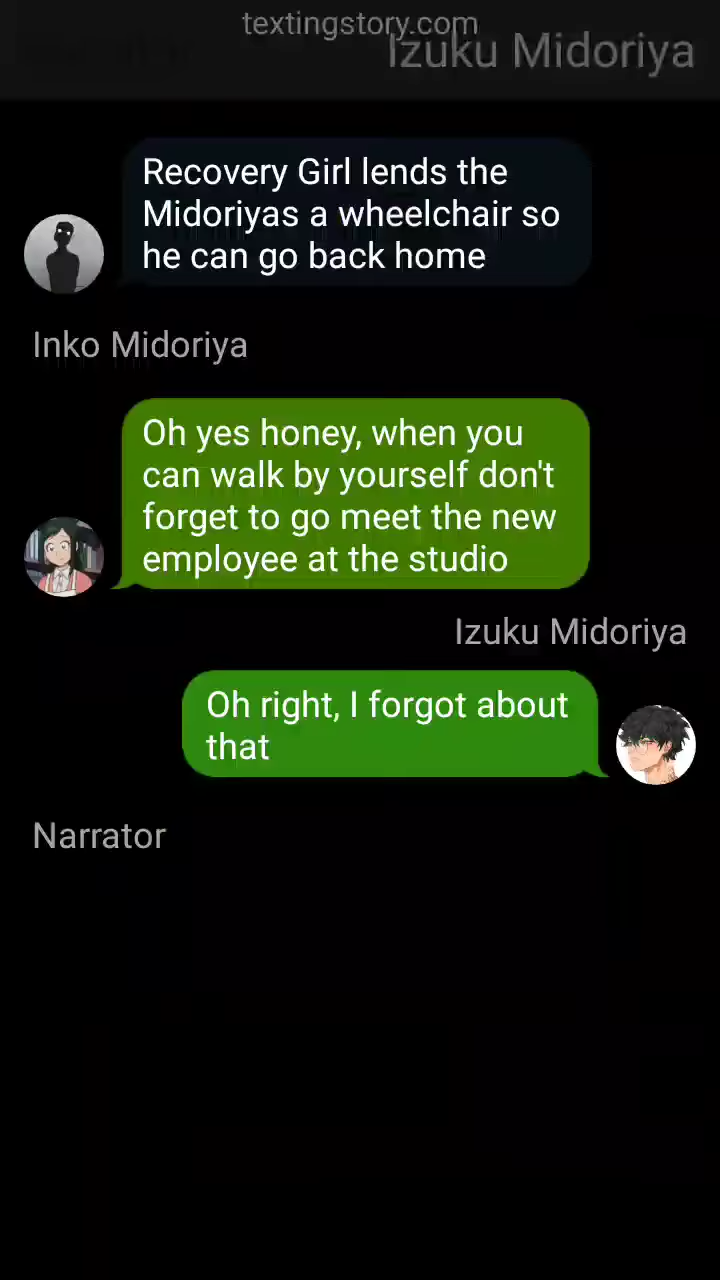 textingstory.com
Izuku Midoriya
Recovery Girl lends the
Midoriyas a wheelchair so
he can go back home
Inko Midoriya
Oh yes honey, when you
can walk by yourself don't
forget to go meet the new
employee at the studio
Izuku Midoriya
Oh right, I forgot about
that
Narrator